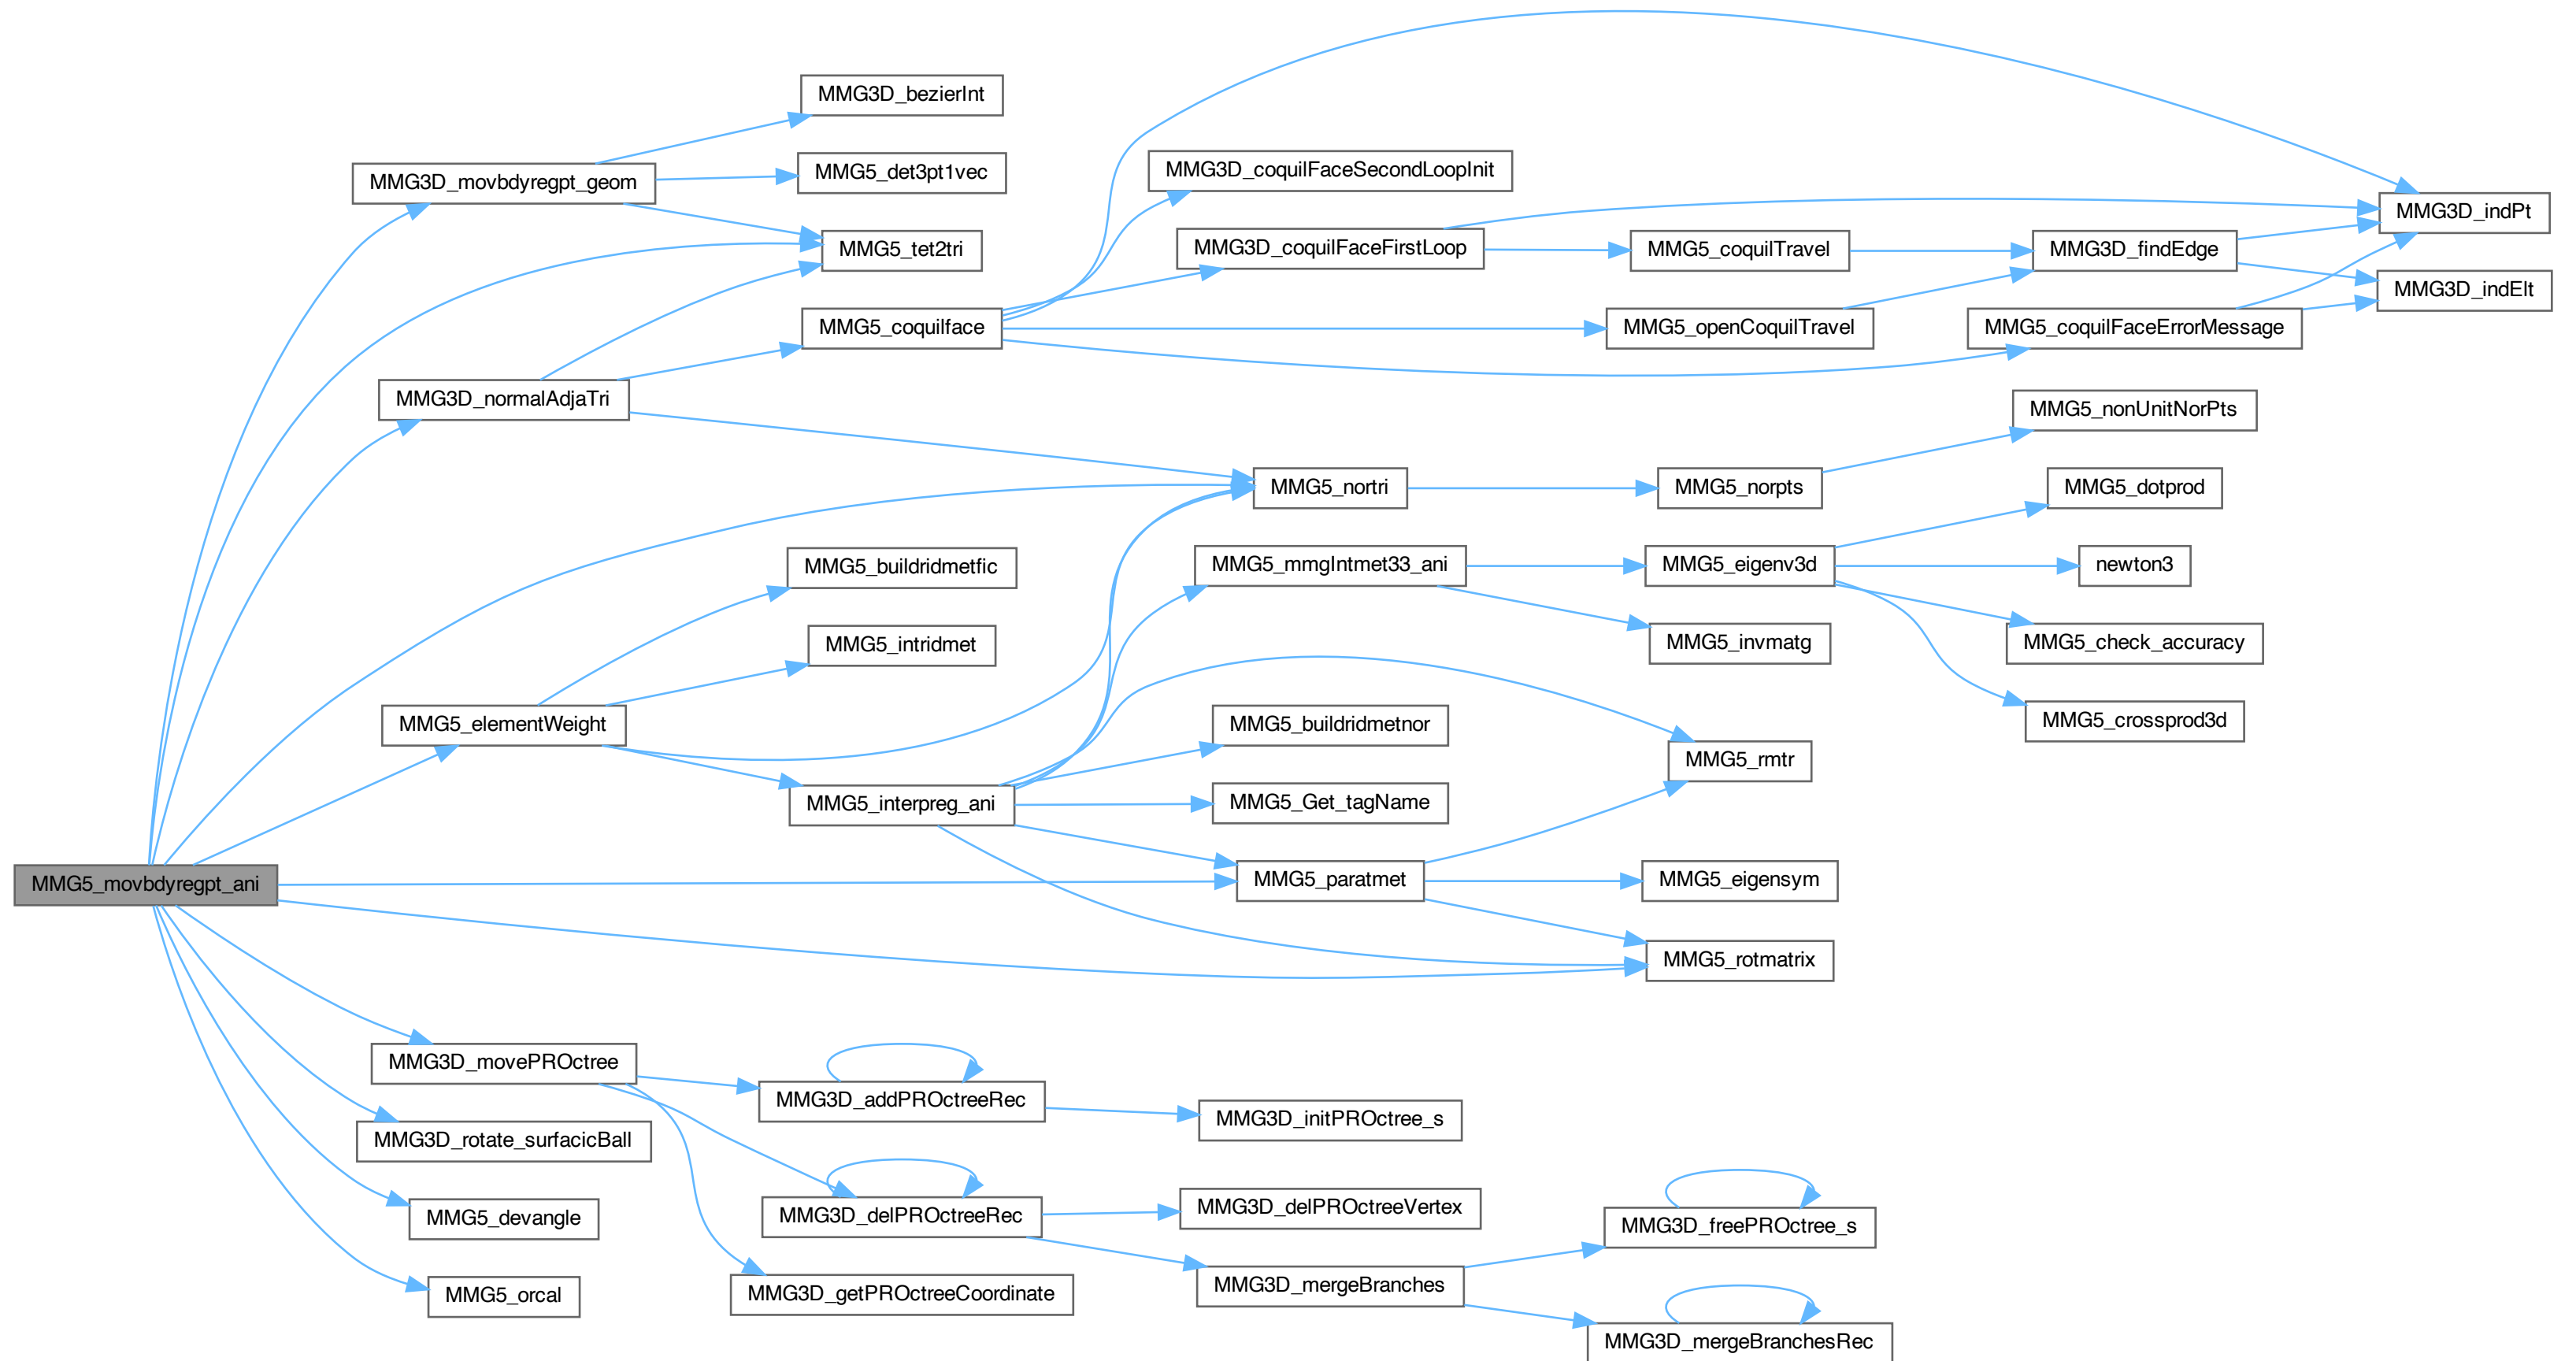 MMG3D_bezierInt
MMG3D_movbdyregpt_geom
MMG5_det3pt1vec
MMG3D_coquilFaceSecondLoopInit
MMG3D_indPt
MMG5_tet2tri
MMG3D_coquilFaceFirstLoop
MMG5_coquilTravel
MMG3D_findEdge
MMG3D_indElt
MMG5_coquilface
MMG5_openCoquilTravel
MMG5_coquilFaceErrorMessage
MMG3D_normalAdjaTri
MMG5_nonUnitNorPts
MMG5_nortri
MMG5_norpts
MMG5_dotprod
MMG5_buildridmetfic
MMG5_mmgIntmet33_ani
MMG5_eigenv3d
newton3
MMG5_intridmet
MMG5_invmatg
MMG5_check_accuracy
MMG5_elementWeight
MMG5_buildridmetnor
MMG5_crossprod3d
MMG5_rmtr
MMG5_interpreg_ani
MMG5_Get_tagName
MMG5_movbdyregpt_ani
MMG5_paratmet
MMG5_eigensym
MMG5_rotmatrix
MMG3D_movePROctree
MMG3D_addPROctreeRec
MMG3D_initPROctree_s
MMG3D_rotate_surfacicBall
MMG5_devangle
MMG3D_delPROctreeRec
MMG3D_delPROctreeVertex
MMG3D_freePROctree_s
MMG5_orcal
MMG3D_getPROctreeCoordinate
MMG3D_mergeBranches
MMG3D_mergeBranchesRec